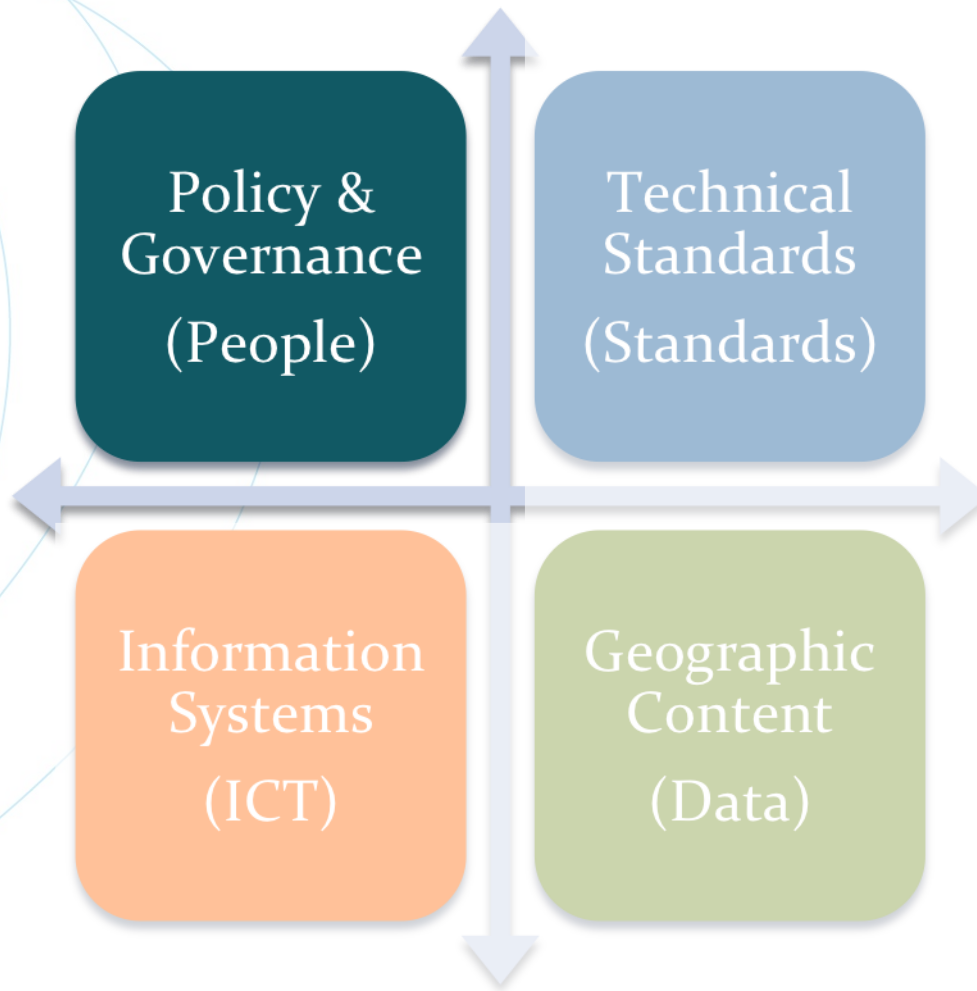 Policy &
Governance
(People)
Technical
Standards
(Standards)
Information
Systems
(ICT)
Geographic
Content
(Data)